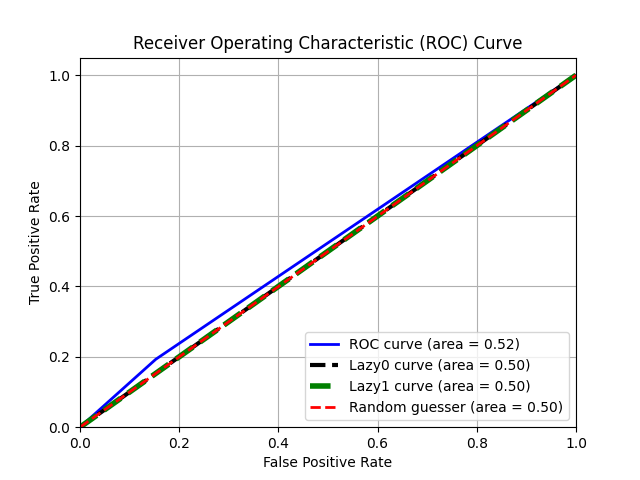 Receiver Operating Characteristic (ROC) Curve
1.0
0.8
0.6
0.4
0.2
0.0
True Positive Rate
ROC curve (area = 0.52)
Lazy0 curve (area = 0.50)
Lazy1 curve (area = 0.50)
Random guesser (area = 0.50)
0.0 0.2 0.4 0.6 0.8 1.0
False Positive Rate